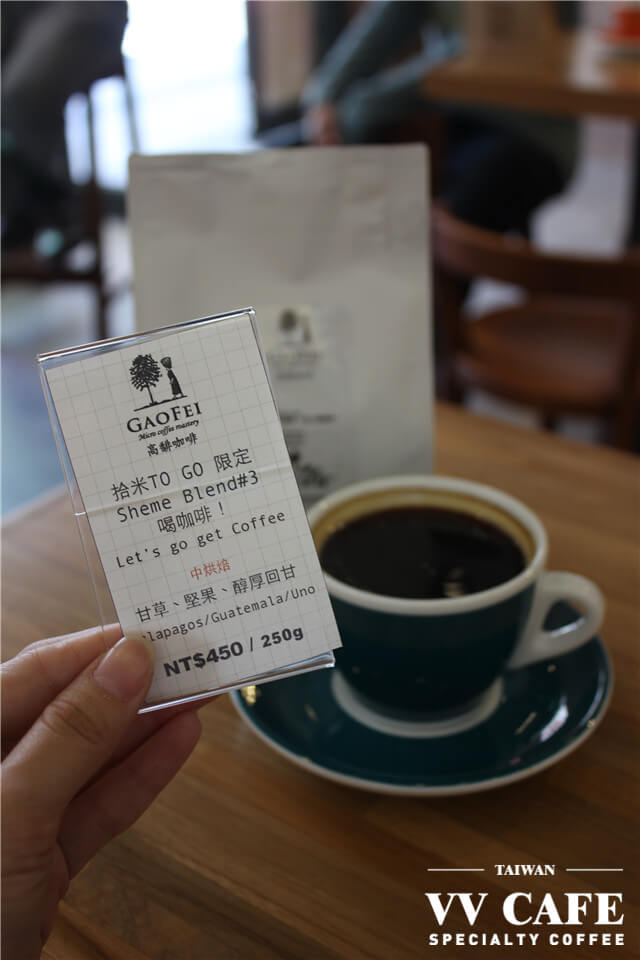 GAOFEI
Micro coffee roastery
高鯡咖啡
拾米TO GO 限定
Sheme Blend#3
喝咖啡！
Let's go get Coffee
中烘焙
甘草、堅果、醇厚回甘
lapagos/Guatemala/Uno
NT$450 / 250g
TAIWAN
VV CAFE
SPECIALTY COFFEE